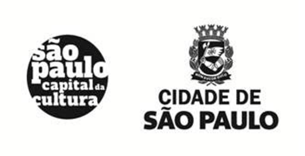 são
paulo
capital da
cultura
CIDADE DE
SÃO PAULO